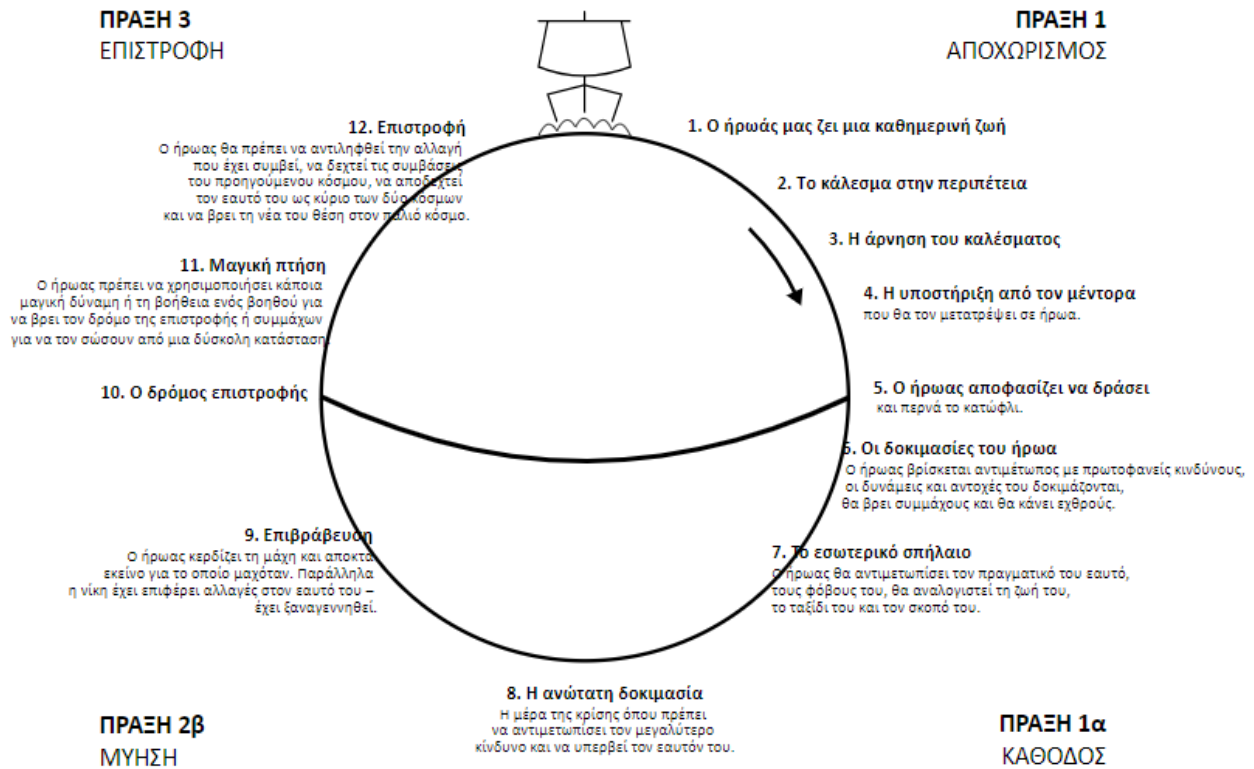 ΠΡΑΞΗ 3
ΕΠΙΣΤΡΟΦΗ
ΠΡΑΞΗ 1
ΑΠΟΧΩΡΙΣΜΟΣ
1. Ο ήρωάς μας ζει μια καθημερινή ζωή
2. Το κάλεσμα στην περιπέτεια
3. Η άρνηση του καλέσματος
4. Η υποστήριξη από τον μέντορα
που θα τον μετατρέψει σε ήρωα.
5. Ο ήρωας αποφασίζει να δράσει
και περνά το κατώφλι.
6. Οι δοκιμασίες του ήρωα
Ο ήρωας βρίσκεται αντιμέτωπος με πρωτοφανείς κινδύνους,
οι δυνάμεις και αντοχές του δοκιμάζονται,
θα βρει συμμάχους και θα κάνει εχθρούς.
7. Το εσωτερικό σπήλαιο
Ο ήρωας θα αντιμετωπίσει τον πραγματικό του εαυτό,
τους φόβους του, θα αναλογιστεί τη ζωή του,
το ταξίδι του και τον σκοπό του.
8. Η ανώτατη δοκιμασία
Η μέρα της κρίσης όπου πρέπει
να αντιμετωπίσει τον μεγαλύτερο
κίνδυνο και να υπερβεί τον εαυτόν του.
9. Επιβράβευση
Ο ήρωας κερδίζει τη μάχη και αποκτά
εκείνο για το οποίο μαχόταν. Παράλληλα
η νίκη έχει επιφέρει αλλαγές στον εαυτό του –
έχει ξαναγεννηθεί.
10. Ο δρόμος επιστροφής
11. Μαγική πτήση
Ο ήρωας πρέπει να χρησιμοποιήσει κάποια
μαγική δύναμη ή τη βοήθεια ενός βοηθού για
να βρει τον δρόμο της επιστροφής ή συμμάχων
για να τον σώσουν από μια δύσκολη κατάσταση.
12. Επιστροφή
Ο ήρωας θα πρέπει να αντιληφθεί την αλλαγή
που έχει συμβεί, να δεχτεί τις συμβάσεις
του προηγούμενου κόσμου, να αποδεχτεί
τον εαυτό του ως κύριο των δύο κόσμων
και να βρει τη νέα του θέση στον παλιό κόσμο.
ΠΡΑΞΗ 2β
ΜΥΗΣΗ
ΠΡΑΞΗ 1α
ΚΑΘΟΔΟΣ